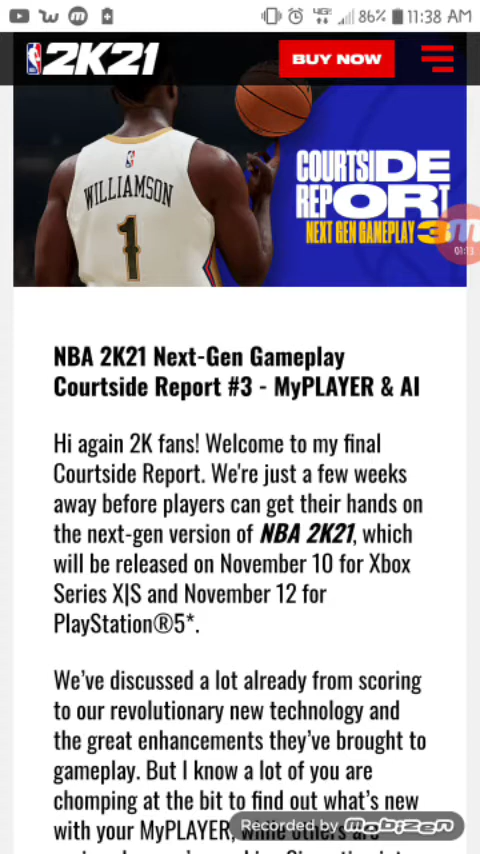 86% 11:38 AM
2K21 BUY NOW
WILLIAMSON
1
COURTSIDE
REPORT
NEXT GEN GAMEPLAY 3
01:13
NBA 2K21 Next-Gen Gameplay
Courtside Report #3 - MyPLAYER & AI
Hi again 2K fans! Welcome to my final
Courtside Report. We're just a few weeks
away before players can get their hands on
the next-gen version of NBA 2K21, which
will be released on November 10 for Xbox
Series X|S and November 12 for
PlayStation®5*.
We've discussed a lot already from scoring
to our revolutionary new technology and
the great enhancements they've brought to
gameplay. But I know a lot of you are
chomping at the bit to find out what's new
with your MyPLAYER, while others are
Recorded by mobizen